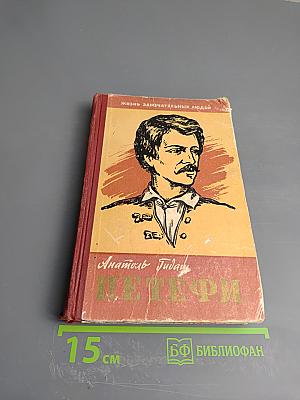 ЖИЗНЬ ЗАМЕЧАТЕЛЬНЫХ ЛЮДЕЙ
Анатоль Гидаш
ПЕТЕФИ
15 см
БФ БИБЛИОФАН